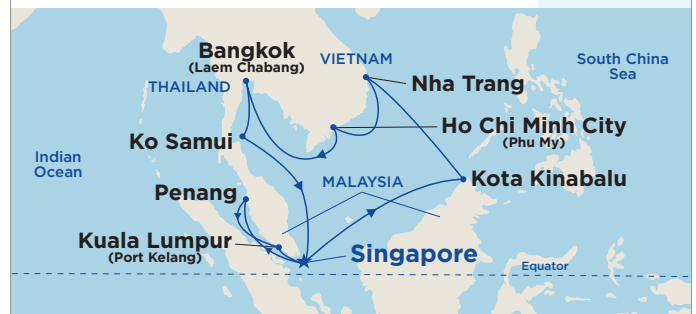 Bangkok
(Laem Chabang)
VIETNAM
South China
Sea
THAILAND
Nha Trang
Ho Chi Minh City
(Phu My)
Ko Samui
Indian
Ocean
Penang
MALAYSIA
Kota Kinabalu
Kuala Lumpur
(Port Kelang)
Singapore
Equator